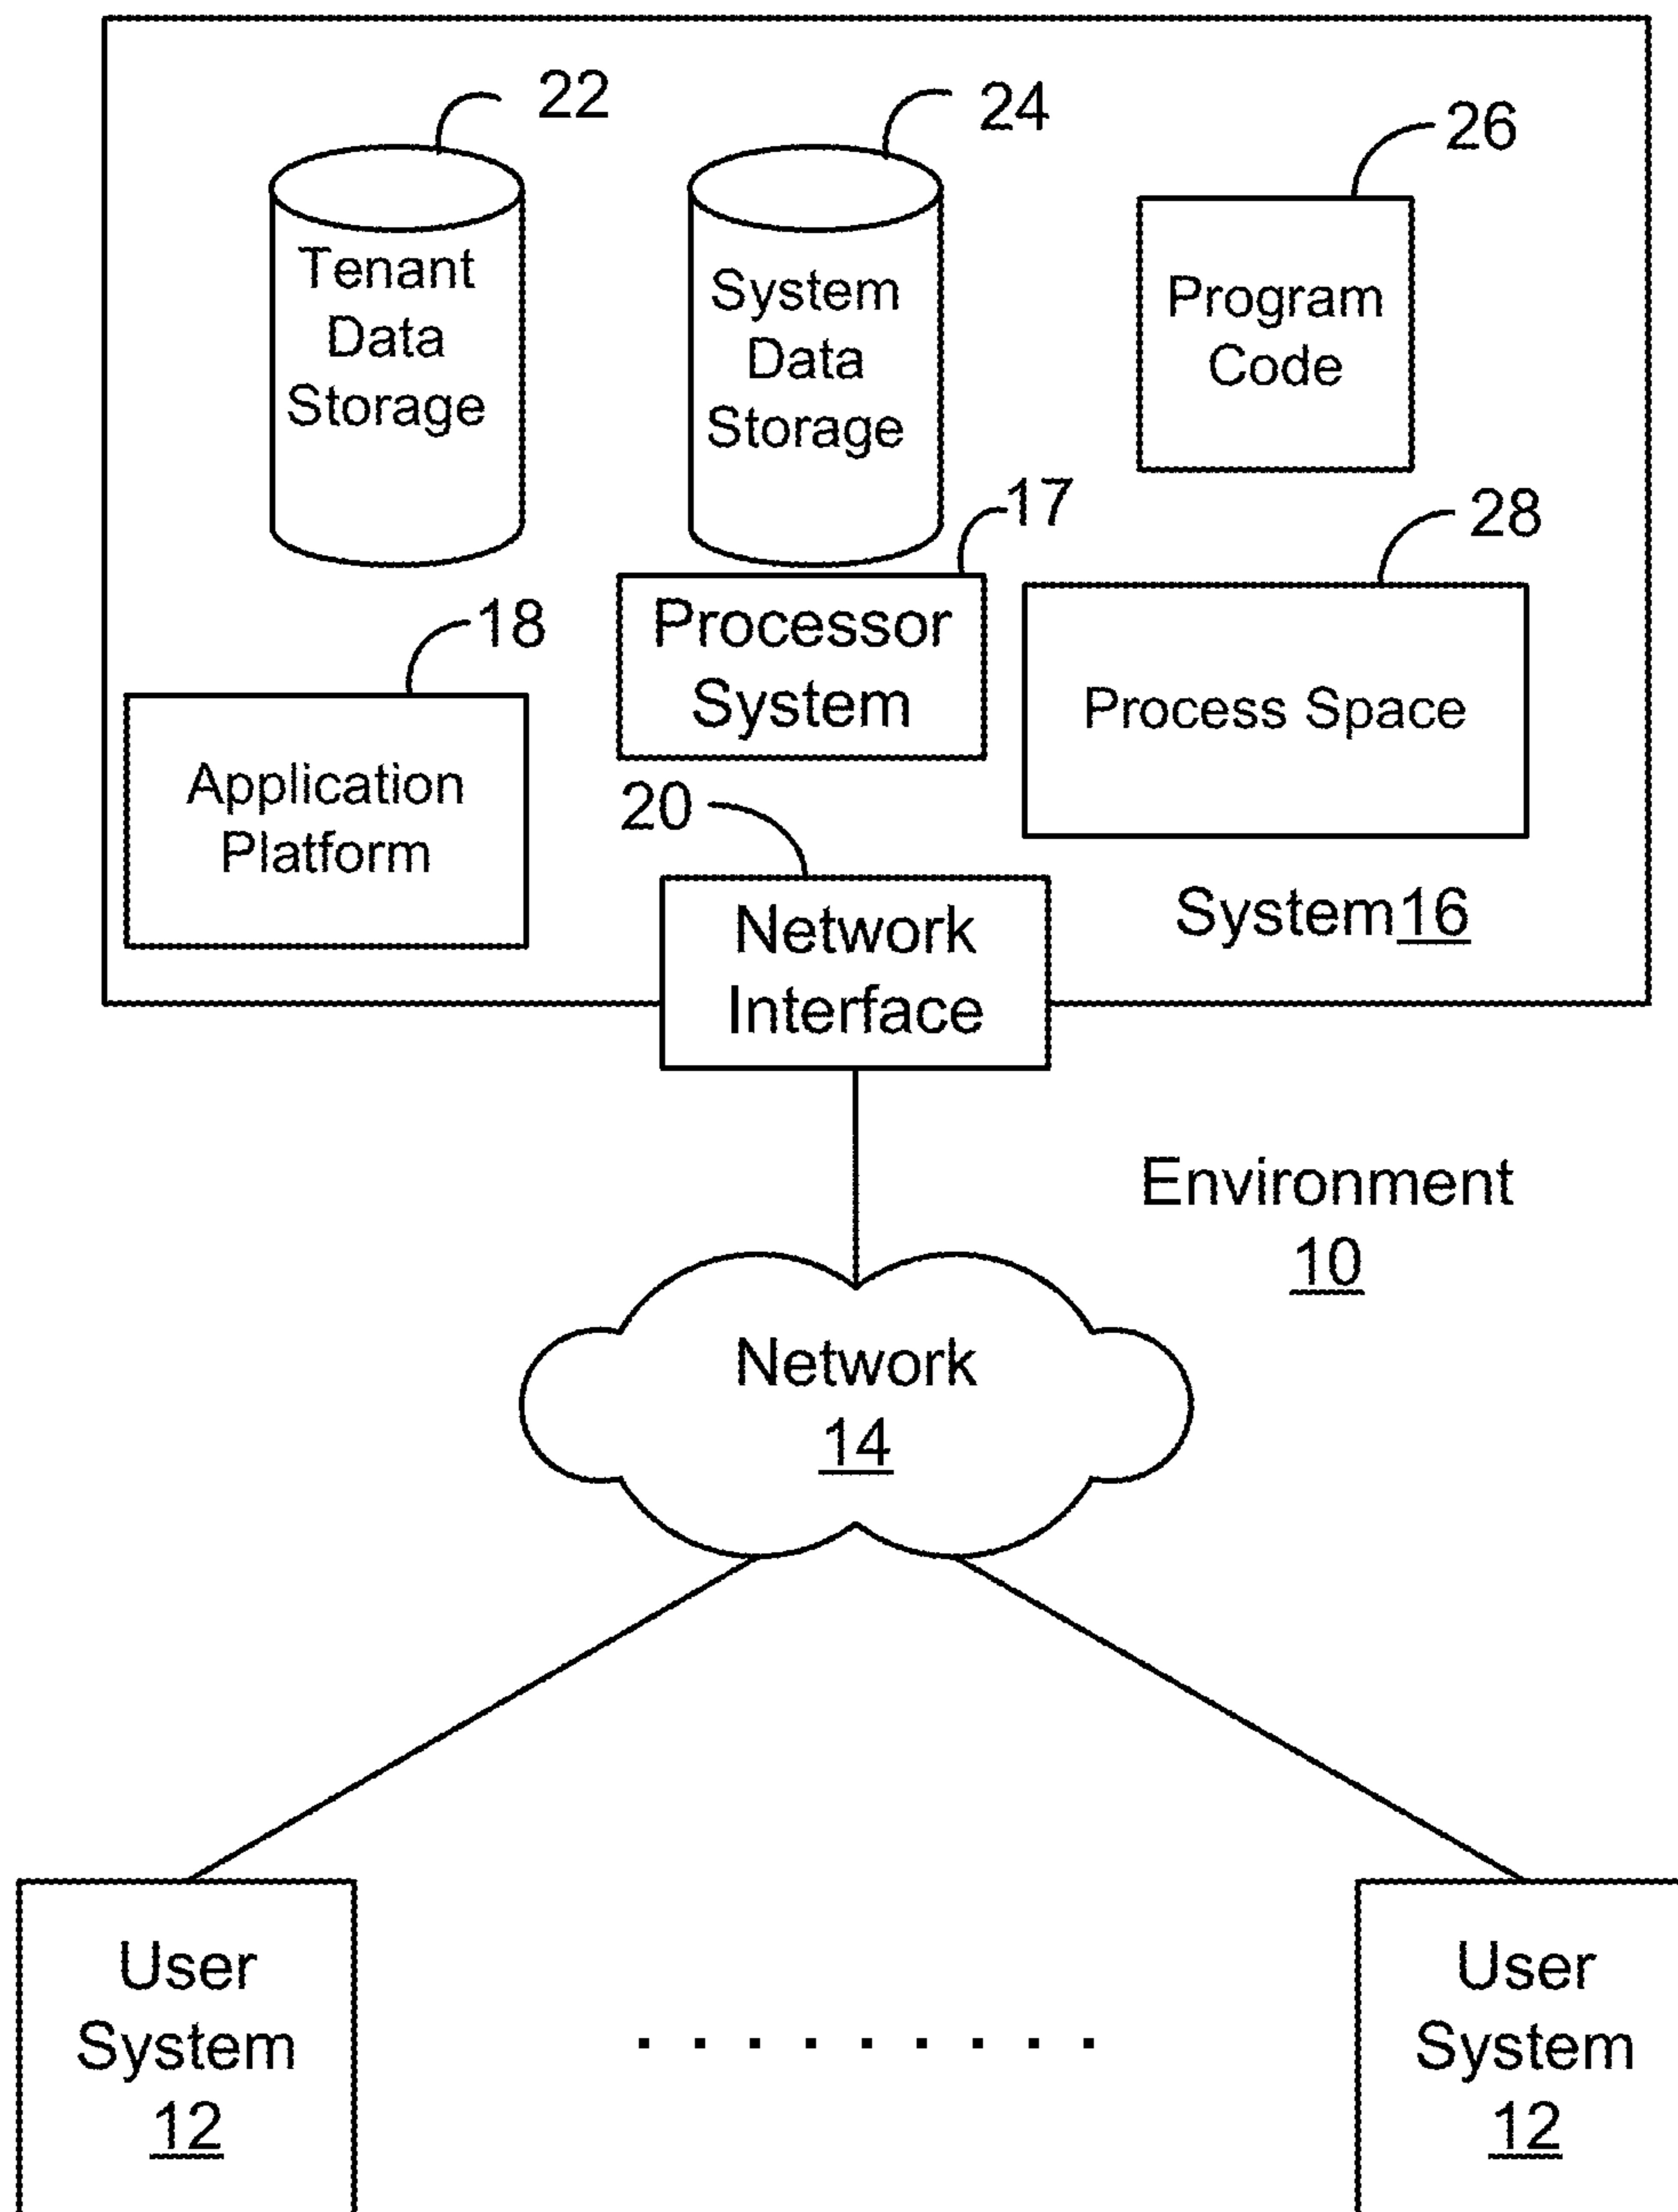 22
24
26
Tenant
Data
Storage
System
Data
Storage
Program
Code
17
28
18
Processor
System
Process Space
Application
Platform
20
Network
Interface
System16
Environment
10
Network
14
User
System
12
. . . . . . . . .
User
System
12